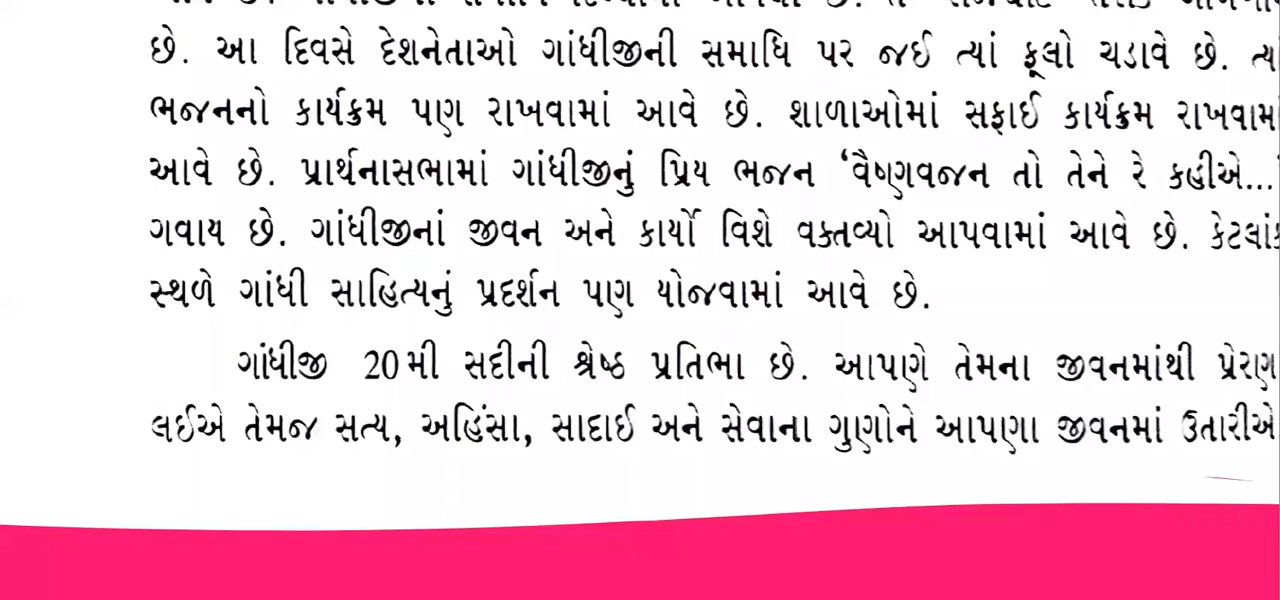 છે. આ દિવસે દેશનેતાઓ ગાંધીજીની સમાધિ પર જઈ ત્યાં ફૂલો ચડાવે છે.
ભજનનો કાર્યક્રમ પણ રાખવામાં આવે છે. શાળાઓમાં સફાઈ કાર્યક્રમ
આવે છે. પ્રાર્થનાસભામાં ગાંધીજીનું પ્રિય ભજન ‘વૈષ્ણવજન તો તેને રે કહીએ...
ગવાય છે. ગાંધીજીનાં જીવન અને કાર્યો વિશે વક્તવ્યો આપવામાં આવે છે.
સ્થળે ગાંધી સાહિત્યનું પ્રદર્શન પણ યોજવામાં આવે છે.
ગાંધીજી 20મી સદીની શ્રેષ્ઠ પ્રતિભા છે. આપણે તેમના જીવનમાંથી
લઈએ તેમજ સત્ય, અહિંસા, સાદાઈ અને સેવાના ગુણોને આપણા જીવનમાં ઉતારીએ